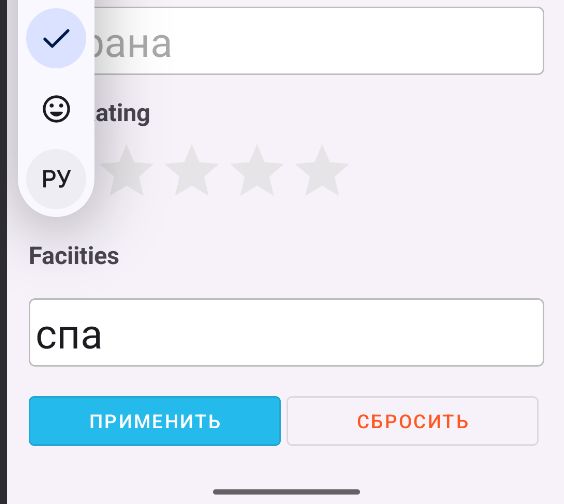 рана
ating
РУ
Faciities
спа
ПРИМЕНИТЬ
СБРОСИТЬ